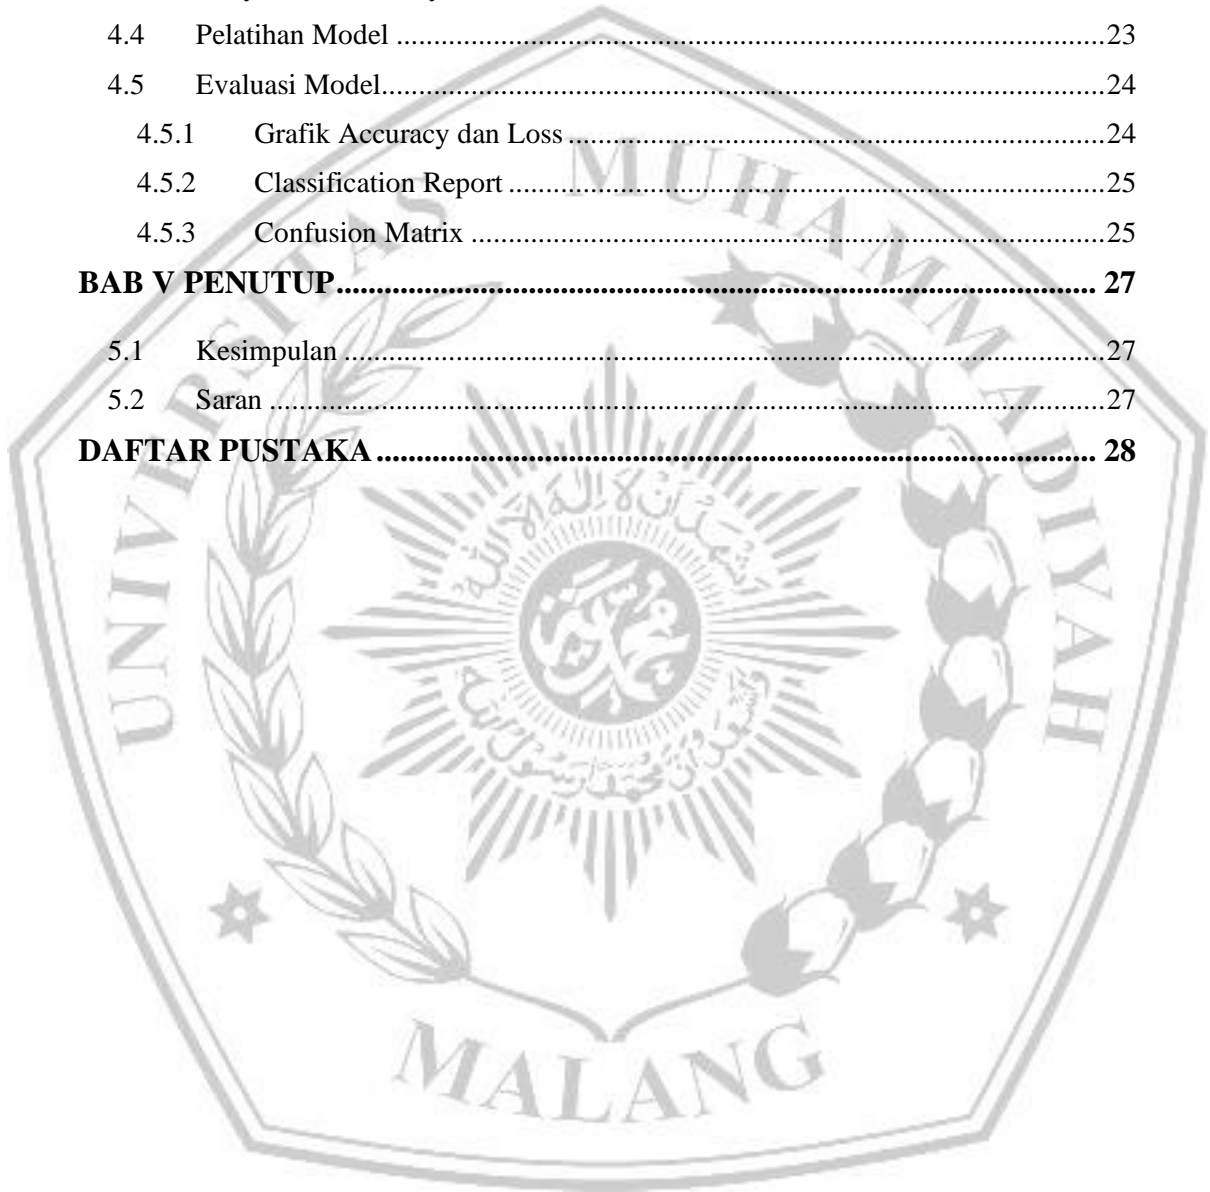 4.4 Pelatihan Model ........................................................................ 23
4.5 Evaluasi Model ........................................................................ 24
4.5.1 Grafik Accuracy dan Loss ........................................................................ 24
4.5.2 Classification Report ........................................................................ 25
4.5.3 Confusion Matrix ........................................................................ 25
BAB V PENUTUP ........................................................................ 27
5.1 Kesimpulan ........................................................................ 27
5.2 Saran ........................................................................ 27
DAFTAR PUSTAKA ........................................................................ 28
UNIVERSITAS MUHAMMADIYAH
MALANG